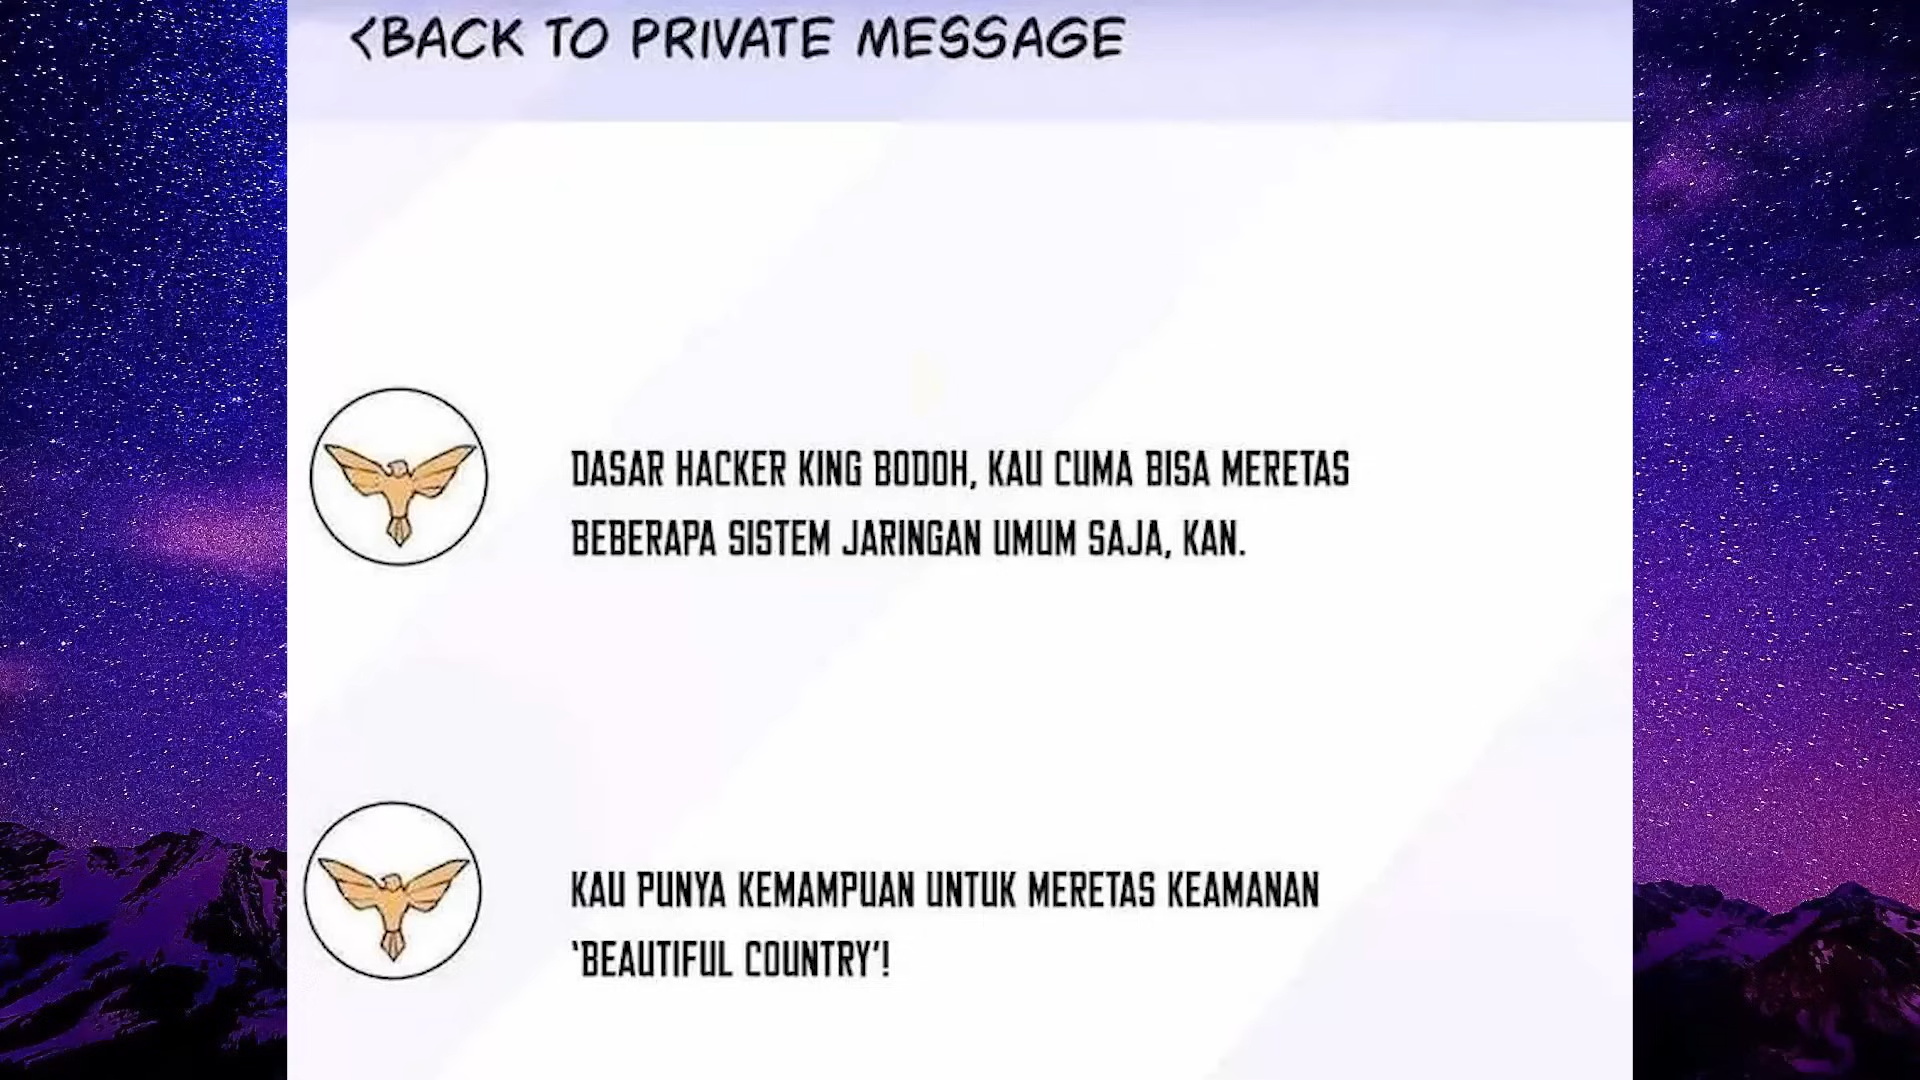 <BACK TO PRIVATE MESSAGE
DASAR HACKER KING BODOH, KAU CUMA BISA MERETAS
BEBERAPA SISTEM JARINGAN UMUM SAJA, KAN.
KAU PUNYA KEMAMPUAN UNTUK MERETAS KEAMANAN
'BEAUTIFUL COUNTRY'!